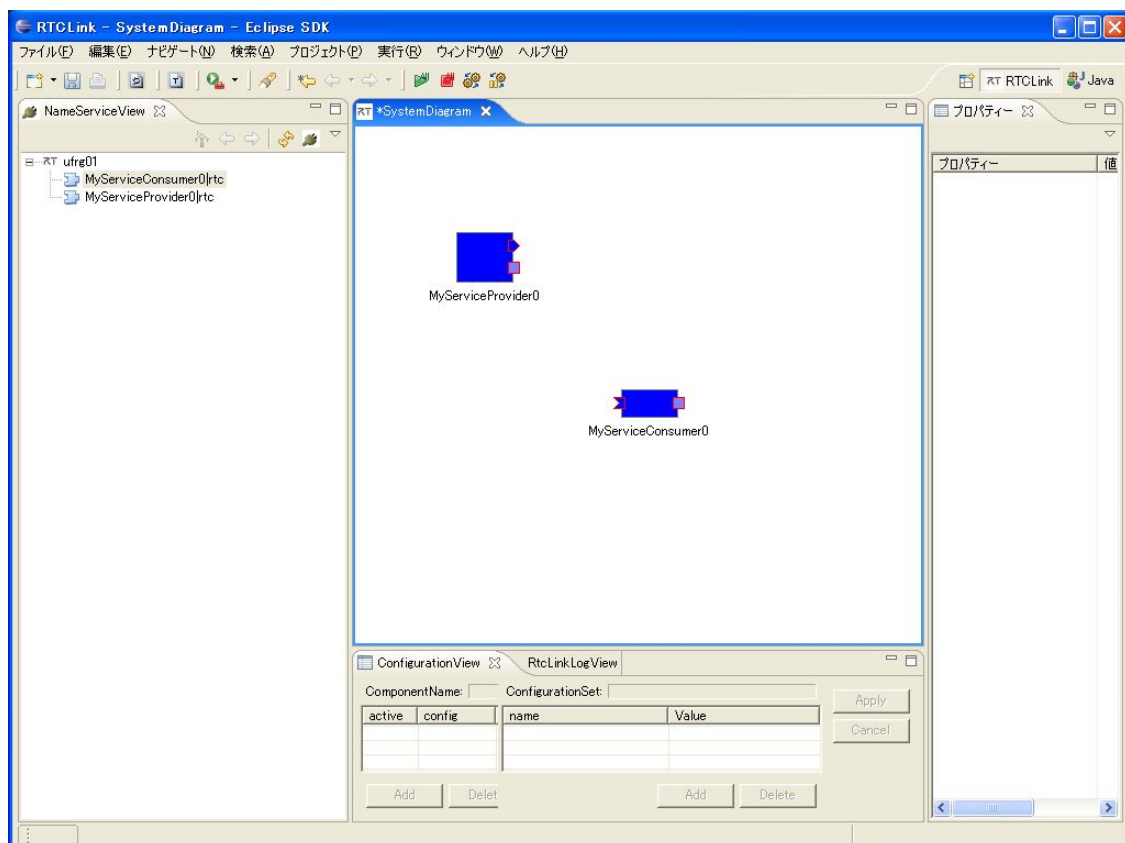 RTCLink - SystemDiagram - Eclipse SDK
ファイル(F) 編集(E) ナビゲート(N) 検索(A) プロジェクト(P) 実行(R) ウィンドウ(W) ヘルプ(H)
RT RTCLink Java
NameServiceView
RT *SystemDiagram
プロパティー
RT ufrg01
MyServiceConsumer0|rtc
MyServiceProvider0|rtc
プロパティー 値
MyServiceProvider0
MyServiceConsumer0
ConfigurationView RtcLinkLogView
ComponentName: ConfigurationSet:
Apply
active config name Value
Cancel
Add Delet Add Delete